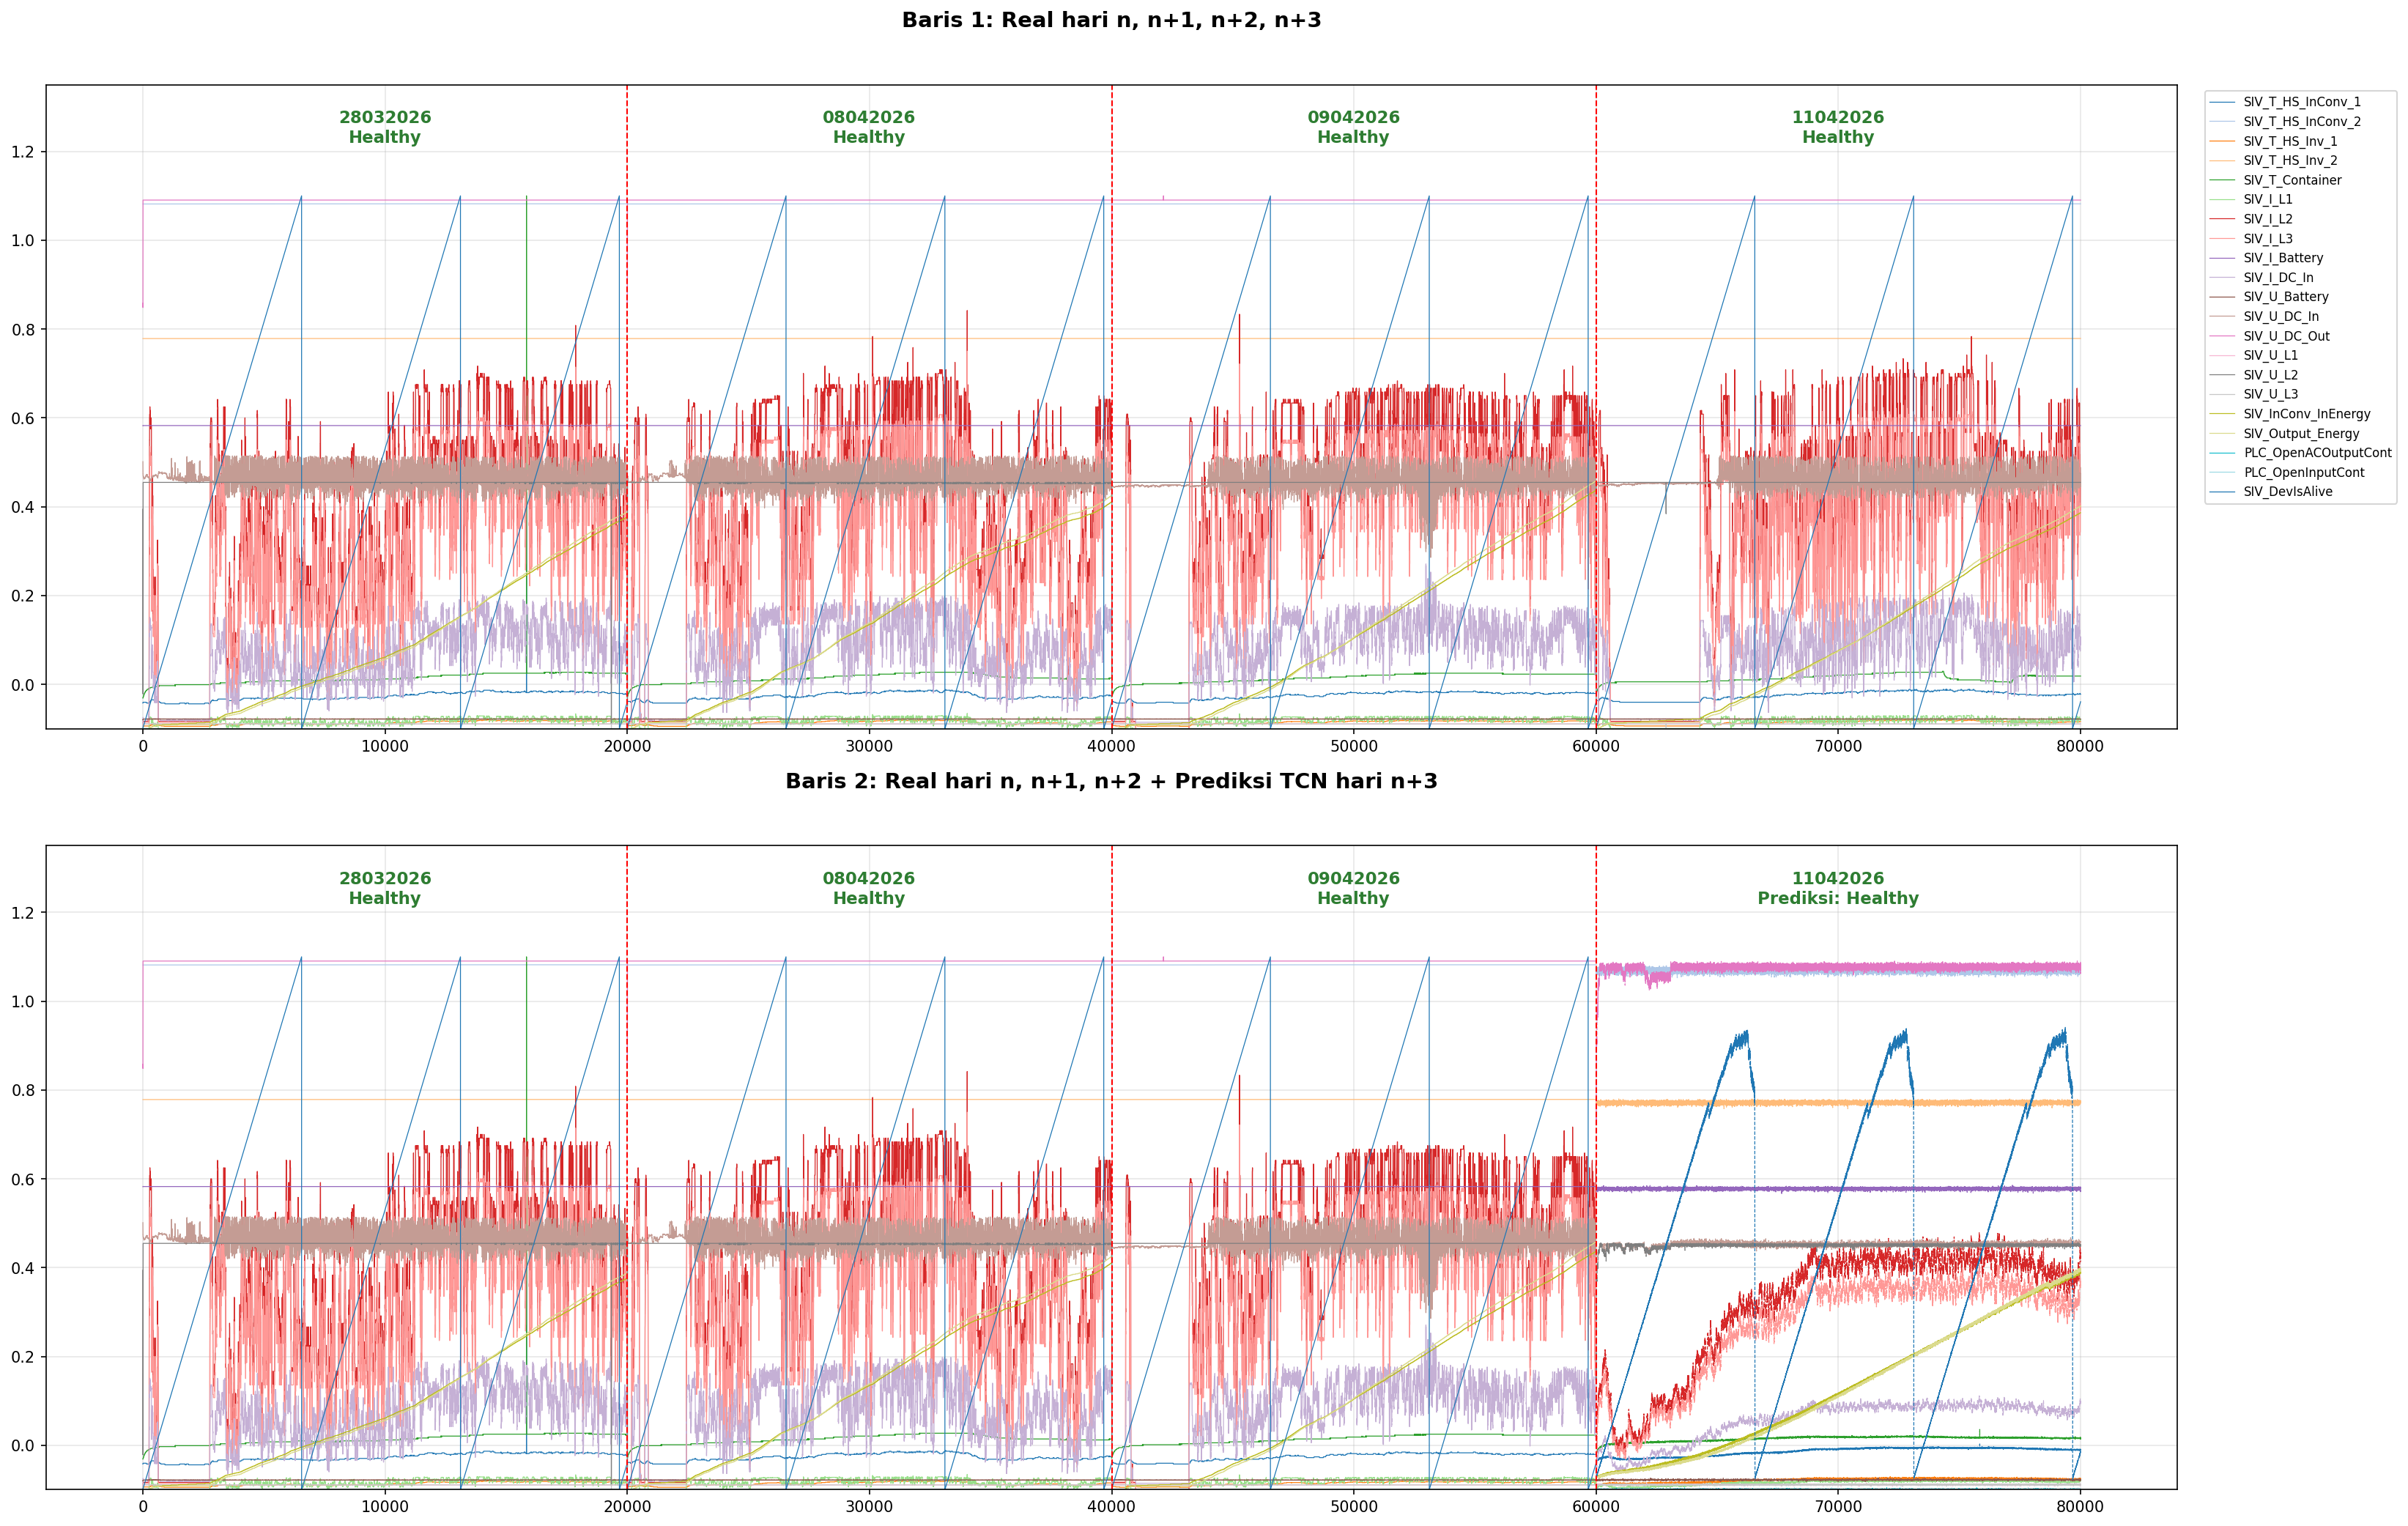 Baris 1: Real hari n, n+1, n+2, n+3
28032026
Healthy
08042026
Healthy
09042026
Healthy
11042026
Healthy
1.2
1.0
0.8
0.6
0.4
0.2
0.0
0
10000
20000
30000
40000
50000
60000
70000
80000
SIV_T_HS_InConv_1
SIV_T_HS_InConv_2
SIV_T_HS_Inv_1
SIV_T_HS_Inv_2
SIV_T_Container
SIV_I_L1
SIV_I_L2
SIV_I_L3
SIV_I_Battery
SIV_I_DC_In
SIV_U_Battery
SIV_U_DC_In
SIV_U_DC_Out
SIV_U_L1
SIV_U_L2
SIV_U_L3
SIV_InConv_InEnergy
SIV_Output_Energy
PLC_OpenACOutputCont
PLC_OpenInputCont
SIV_DevIsAlive
Baris 2: Real hari n, n+1, n+2 + Prediksi TCN hari n+3
28032026
Healthy
08042026
Healthy
09042026
Healthy
11042026
Prediksi: Healthy
1.2
1.0
0.8
0.6
0.4
0.2
0.0
0
10000
20000
30000
40000
50000
60000
70000
80000